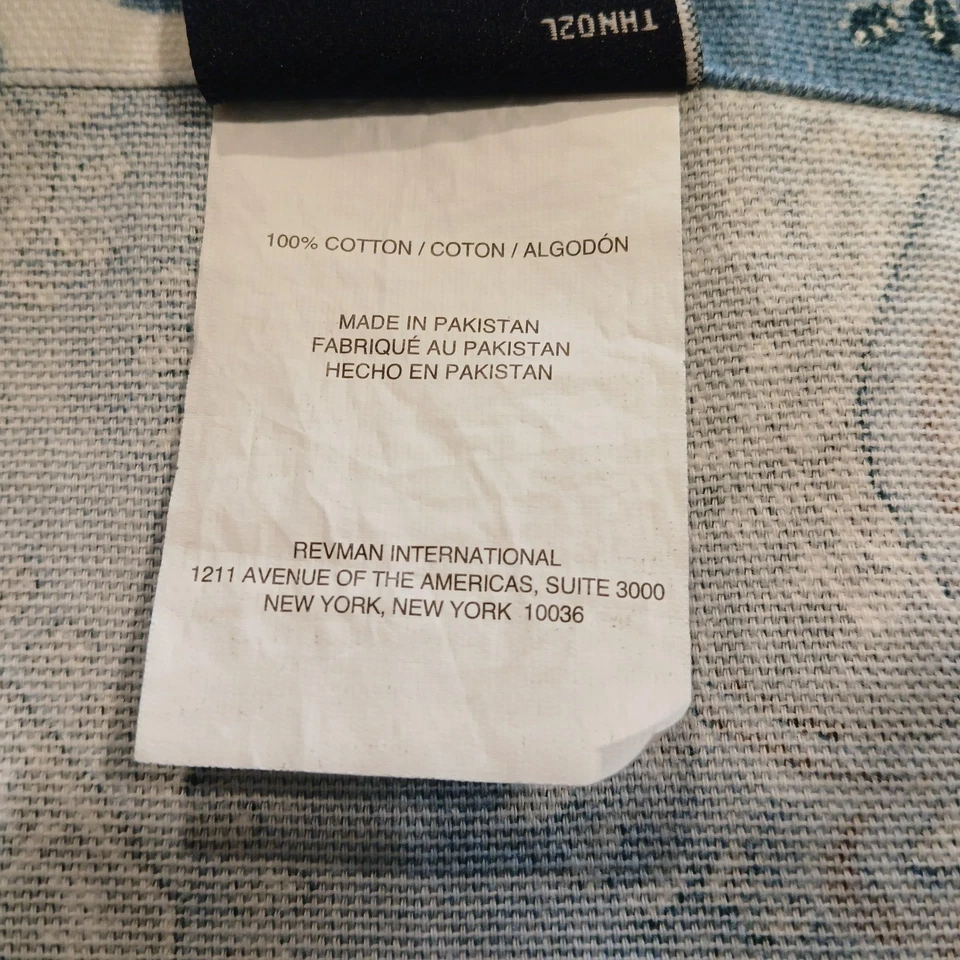 THN02L
100% COTTON / COTON / ALGODÓN
MADE IN PAKISTAN
FABRIQUÉ AU PAKISTAN
HECHO EN PAKISTAN
REVMAN INTERNATIONAL
1211 AVENUE OF THE AMERICAS, SUITE 3000
NEW YORK, NEW YORK 10036